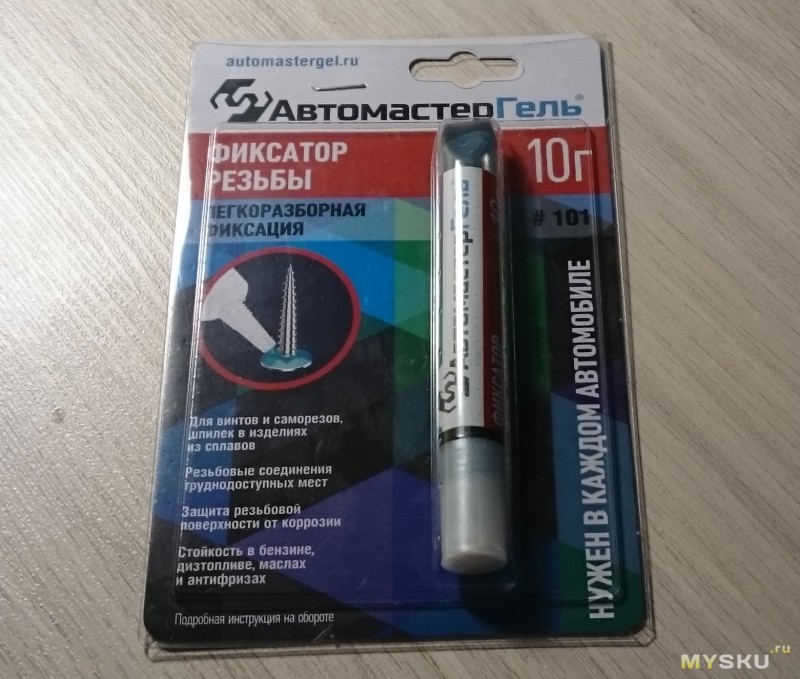 automastergel.ru
АвтомастерГель®
ФИКСАТОР
РЕЗЬБЫ
10г
ЛЕГКОРАЗБОРНАЯ
ФИКСАЦИЯ
# 101
АвтомастерГель
ФИКСАТОР
10
НУЖЕН В КАЖДОМ АВТОМОБИЛЕ
Для винтов и саморезов,
шпилек в изделиях
из сплавов
Резьбовые соединения
труднодоступных мест
Защита резьбовой
поверхности от коррозии
Стойкость в бензине,
дизтопливе, маслах
и антифризах
Подробная инструкция на обороте
MYSKU.ru